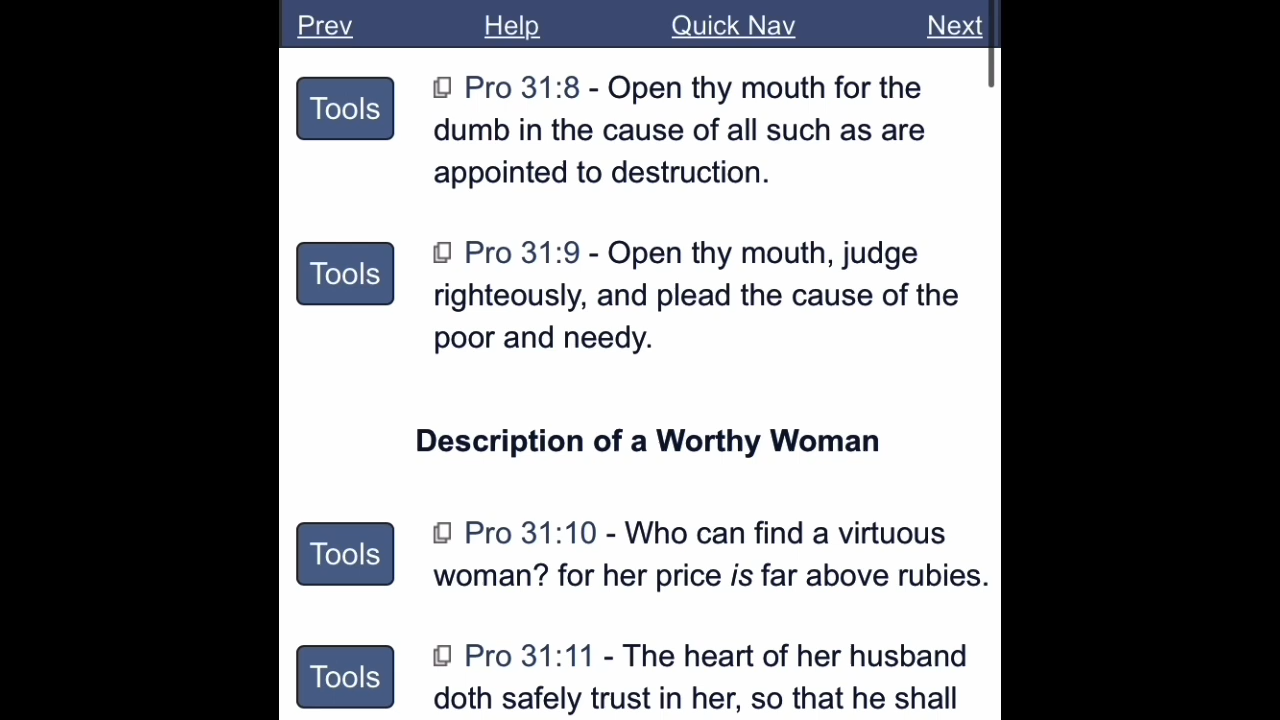 Prev Help Quick Nav Next
Tools
Pro 31:8 - Open thy mouth for the
dumb in the cause of all such as are
appointed to destruction.
Tools
Pro 31:9 - Open thy mouth, judge
righteously, and plead the cause of the
poor and needy.
Description of a Worthy Woman
Tools
Pro 31:10 - Who can find a virtuous
woman? for her price is far above rubies.
Tools
Pro 31:11 - The heart of her husband
doth safely trust in her, so that he shall